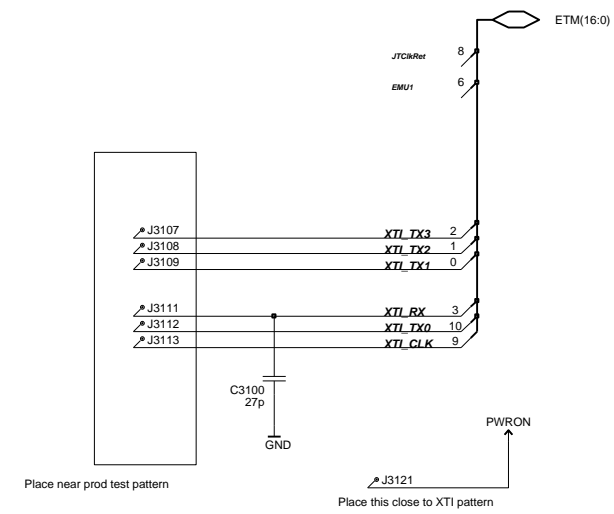 ETM(16:0)
JTClkRet 8
EMU1 6
J3107 XTI_TX3 2
J3108 XTI_TX2 1
J3109 XTI_TX1 0
J3111 XTI_RX 3
J3112 XTI_TX0 10
J3113 XTI_CLK 9
C3100
27p
GND
PWRON
J3121
Place near prod test pattern
Place this close to XTI pattern